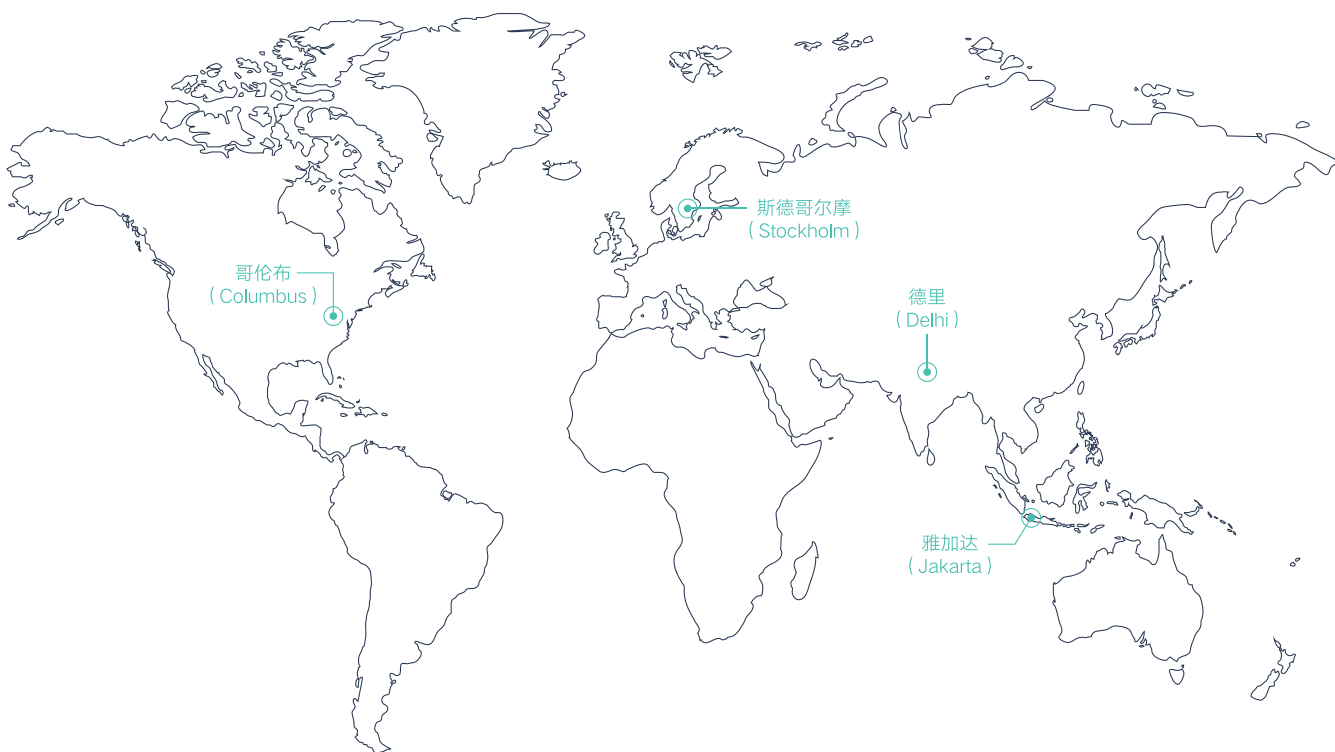 斯德哥尔摩
( Stockholm )
哥伦布
( Columbus )
德里
( Delhi )
雅加达
( Jakarta )